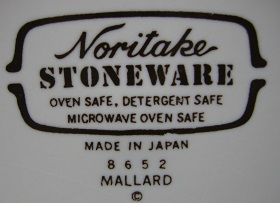 Noritake
STONEWARE
OVEN SAFE, DETERGENT SAFE
MICROWAVE OVEN SAFE
MADE IN JAPAN
8652
MALLARD
©